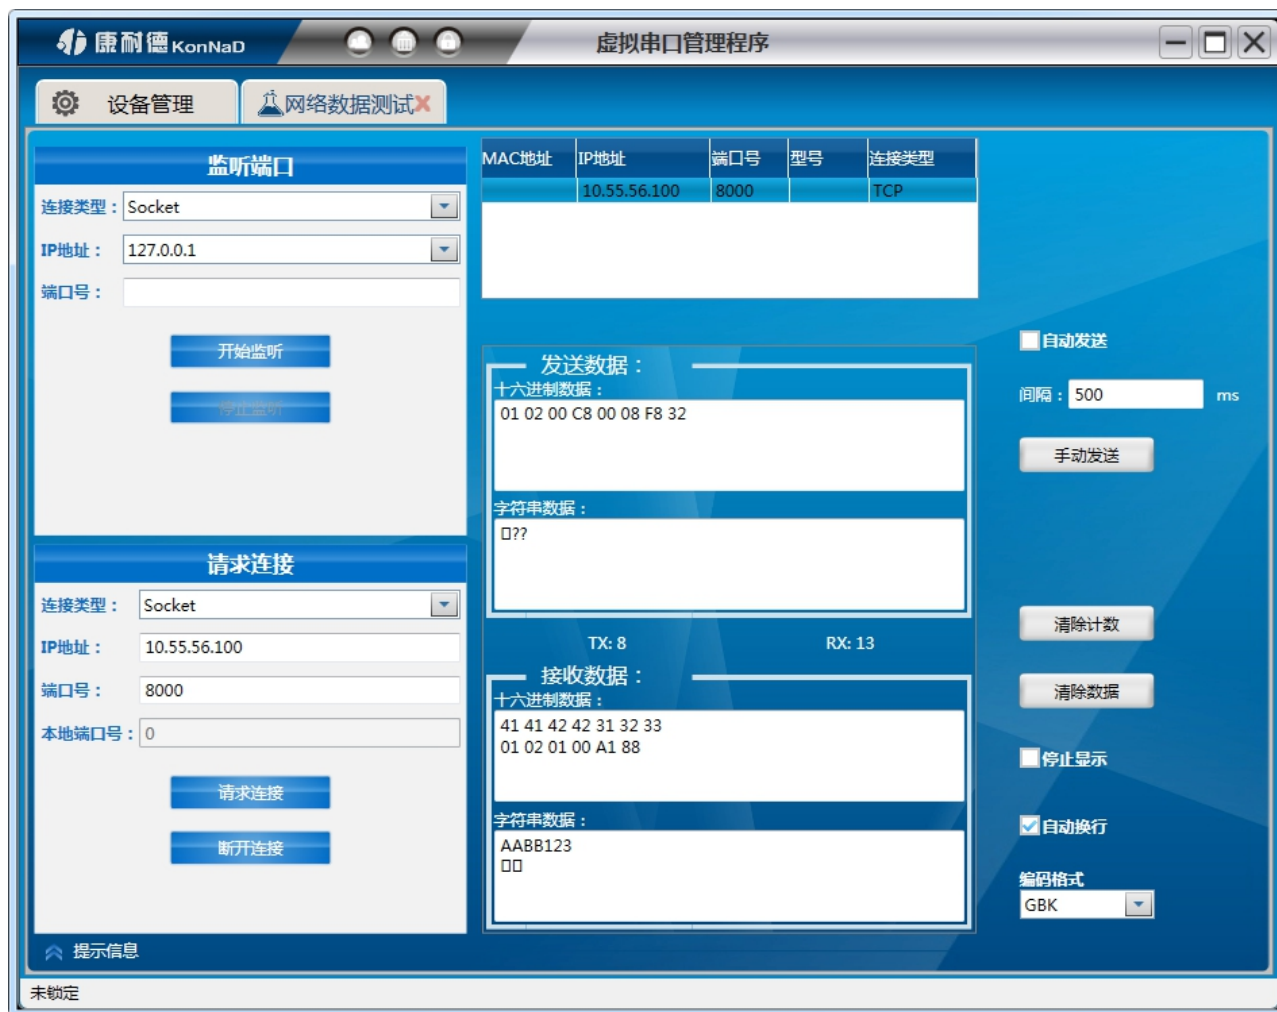 康耐德KonNaD
虚拟串口管理程序
设备管理
网络数据测试
监听端口
连接类型：Socket
IP地址：127.0.0.1
端口号：
开始监听
停止监听
请求连接
连接类型：Socket
IP地址：10.55.56.100
端口号：8000
本地端口号：0
请求连接
断开连接
MAC地址 IP地址 端口号 型号 连接类型
10.55.56.100 8000 TCP
发送数据：
十六进制数据：
01 02 00 C8 00 08 F8 32
字符串数据：
□??
TX: 8 RX: 13
接收数据：
十六进制数据：
41 41 42 42 31 32 33
01 02 01 00 A1 88
字符串数据：
AABB123
□□
自动发送
间隔：500 ms
手动发送
清除计数
清除数据
停止显示
自动换行
编码格式
GBK
提示信息
未锁定